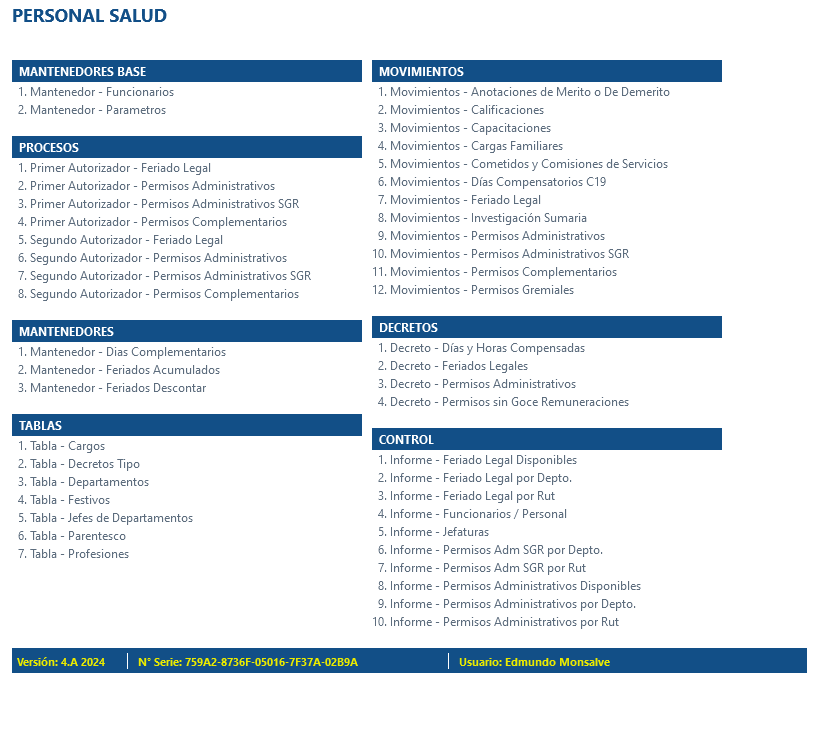 PERSONAL SALUD
MANTENEDORES BASE
1. Mantenedor - Funcionarios
2. Mantenedor - Parametros
PROCESOS
1. Primer Autorizador - Feriado Legal
2. Primer Autorizador - Permisos Administrativos
3. Primer Autorizador - Permisos Administrativos SGR
4. Primer Autorizador - Permisos Complementarios
5. Segundo Autorizador - Feriado Legal
6. Segundo Autorizador - Permisos Administrativos
7. Segundo Autorizador - Permisos Administrativos SGR
8. Segundo Autorizador - Permisos Complementarios
MANTENEDORES
1. Mantenedor - Dias Complementarios
2. Mantenedor - Feriados Acumulados
3. Mantenedor - Feriados Descontar
TABLAS
1. Tabla - Cargos
2. Tabla - Decretos Tipo
3. Tabla - Departamentos
4. Tabla - Festivos
5. Tabla - Jefes de Departamentos
6. Tabla - Parentesco
7. Tabla - Profesiones
MOVIMIENTOS
1. Movimientos - Anotaciones de Merito o De Demerito
2. Movimientos - Calificaciones
3. Movimientos - Capacitaciones
4. Movimientos - Cargas Familiares
5. Movimientos - Cometidos y Comisiones de Servicios
6. Movimientos - Días Compensatorios C19
7. Movimientos - Feriado Legal
8. Movimientos - Investigación Sumaria
9. Movimientos - Permisos Administrativos
10. Movimientos - Permisos Administrativos SGR
11. Movimientos - Permisos Complementarios
12. Movimientos - Permisos Gremiales
DECRETOS
1. Decreto - Días y Horas Compensadas
2. Decreto - Feriados Legales
3. Decreto - Permisos Administrativos
4. Decreto - Permisos sin Goce Remuneraciones
CONTROL
1. Informe - Feriado Legal Disponibles
2. Informe - Feriado Legal por Depto.
3. Informe - Feriado Legal por Rut
4. Informe - Funcionarios / Personal
5. Informe - Jefaturas
6. Informe - Permisos Adm SGR por Depto.
7. Informe - Permisos Adm SGR por Rut
8. Informe - Permisos Administrativos Disponibles
9. Informe - Permisos Administrativos por Depto.
10. Informe - Permisos Administrativos por Rut
Versión: 4.A 2024
N° Serie: 759A2-8736F-05016-7F37A-02B9A
Usuario: Edmundo Monsalve